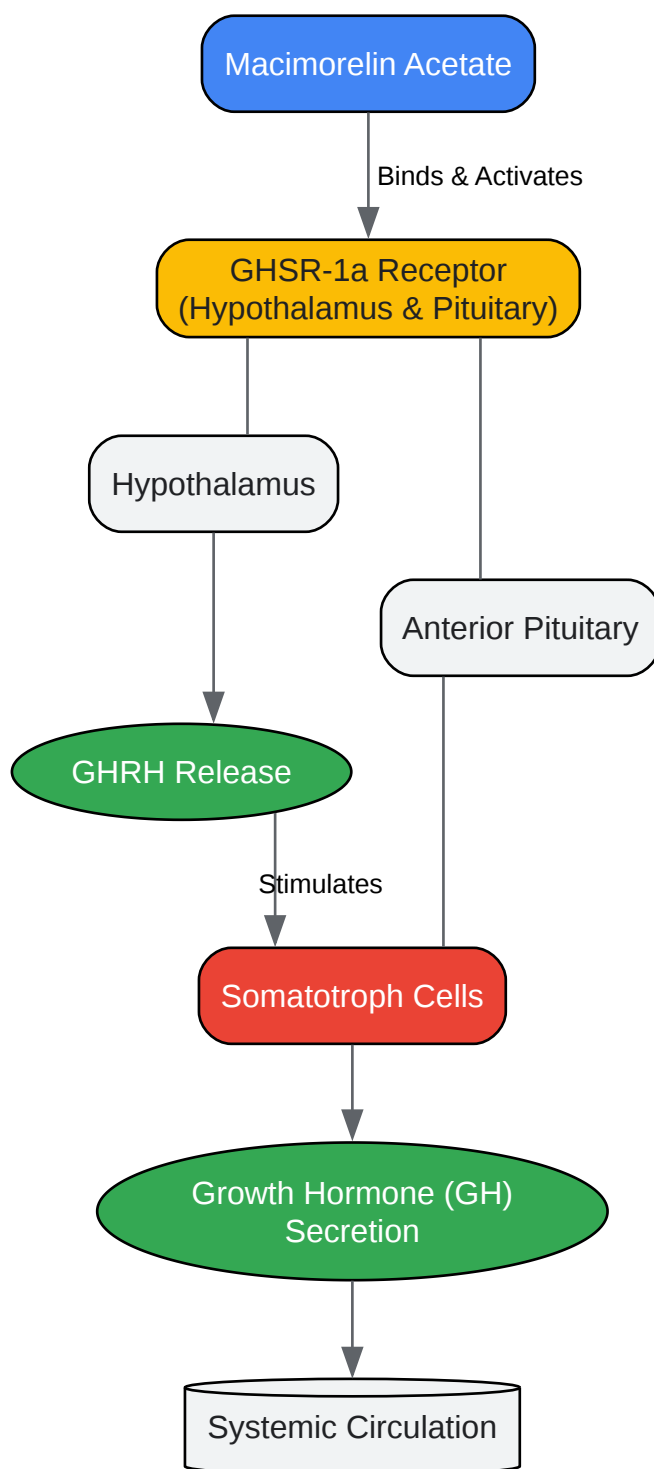 Macimorelin Acetate
Binds & Activates
GHSR-1a Receptor
(Hypothalamus & Pituitary)
Hypothalamus
Anterior Pituitary
GHRH Release
Stimulates
Somatotroph Cells
Growth Hormone (GH)
Secretion
Systemic Circulation